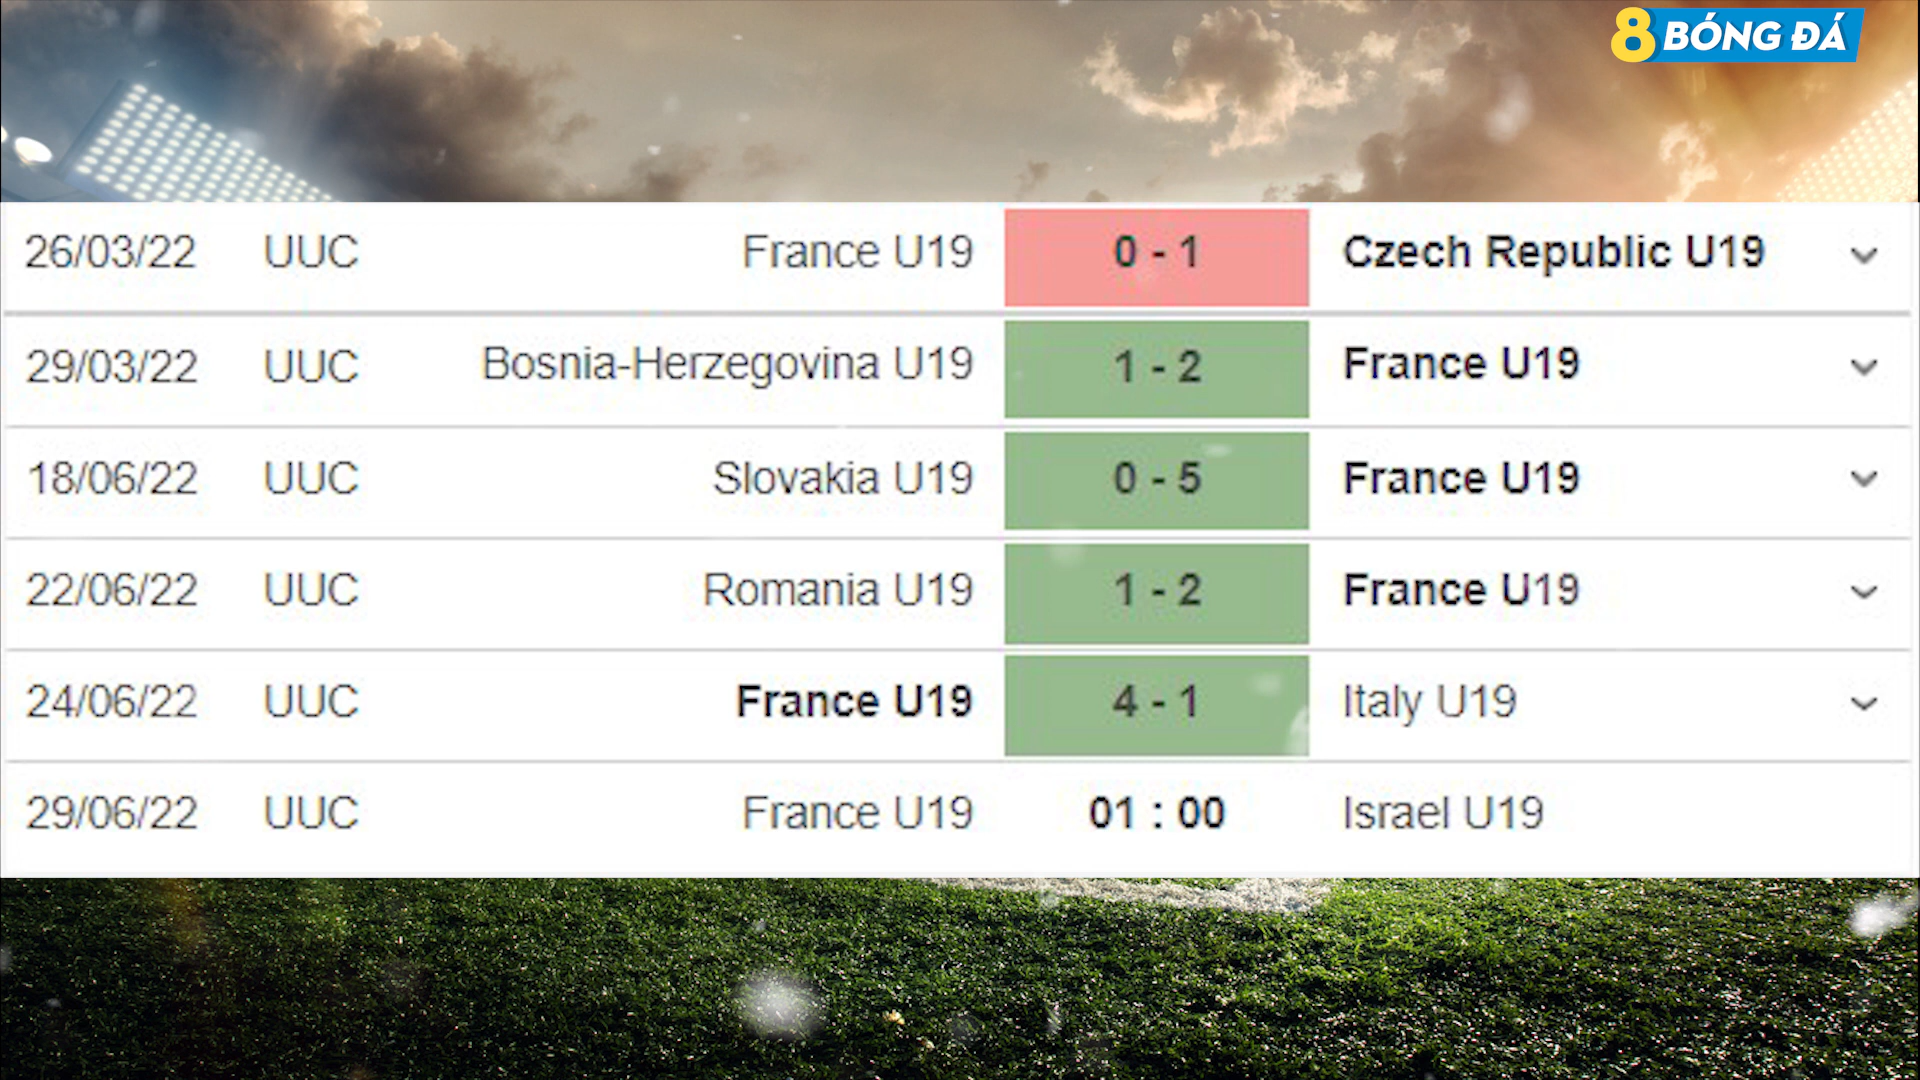 8 BÓNG ĐÁ
26/03/22 UUC France U19 0 - 1 Czech Republic U19
29/03/22 UUC Bosnia-Herzegovina U19 1 - 2 France U19
18/06/22 UUC Slovakia U19 0 - 5 France U19
22/06/22 UUC Romania U19 1 - 2 France U19
24/06/22 UUC France U19 4 - 1 Italy U19
29/06/22 UUC France U19 01 : 00 Israel U19